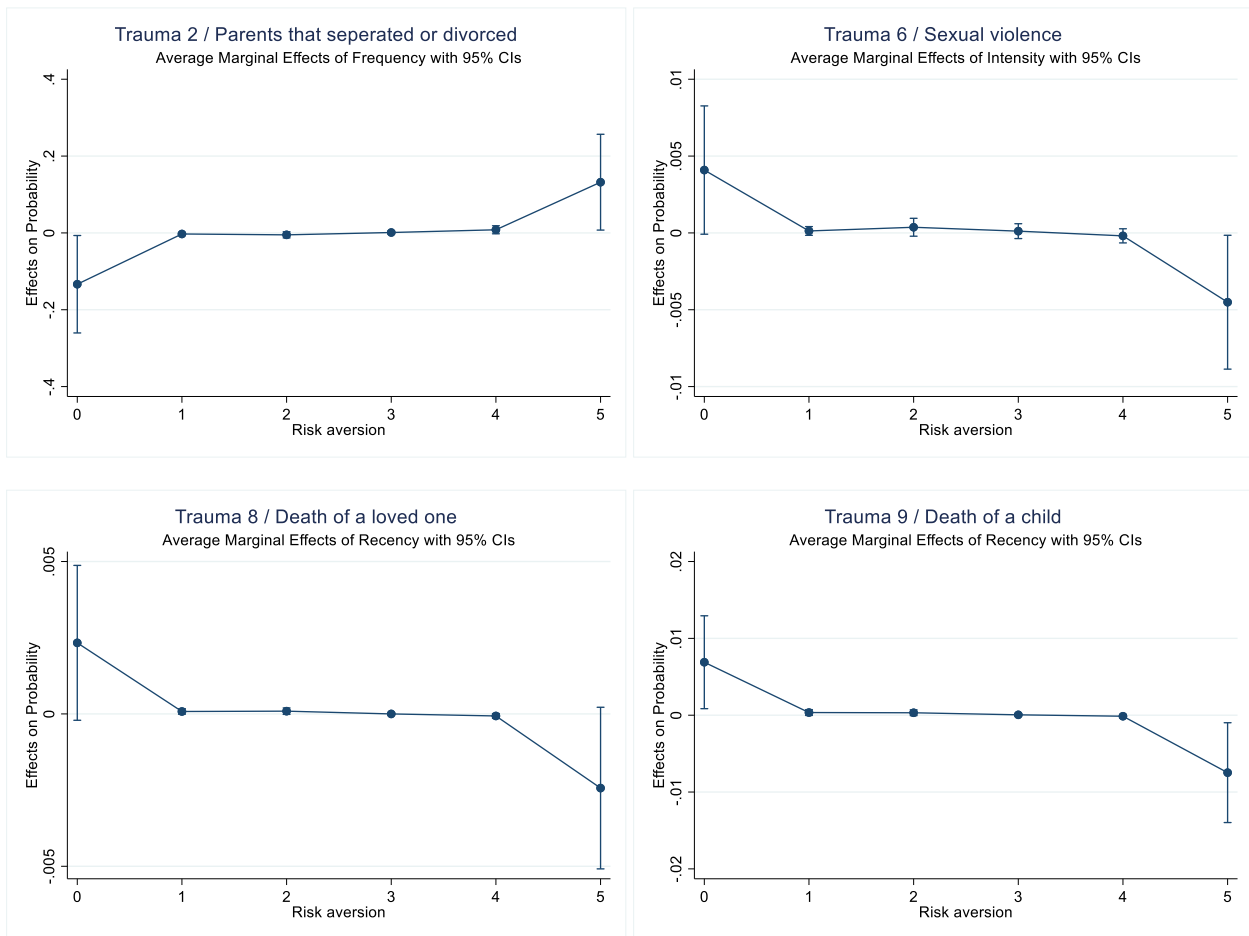 Trauma 2 / Parents that seperated or divorced
Average Marginal Effects of Frequency with 95% CIs
Effects on Probability
.4
.2
0
-.2
-.4
0 1 2 3 4 5
Risk aversion
Trauma 6 / Sexual violence
Average Marginal Effects of Intensity with 95% CIs
Effects on Probability
.01
.005
0
-.005
-.01
0 1 2 3 4 5
Risk aversion
Trauma 8 / Death of a loved one
Average Marginal Effects of Recency with 95% CIs
Effects on Probability
.005
0
-.005
0 1 2 3 4 5
Risk aversion
Trauma 9 / Death of a child
Average Marginal Effects of Recency with 95% CIs
Effects on Probability
.02
.01
0
-.01
-.02
0 1 2 3 4 5
Risk aversion